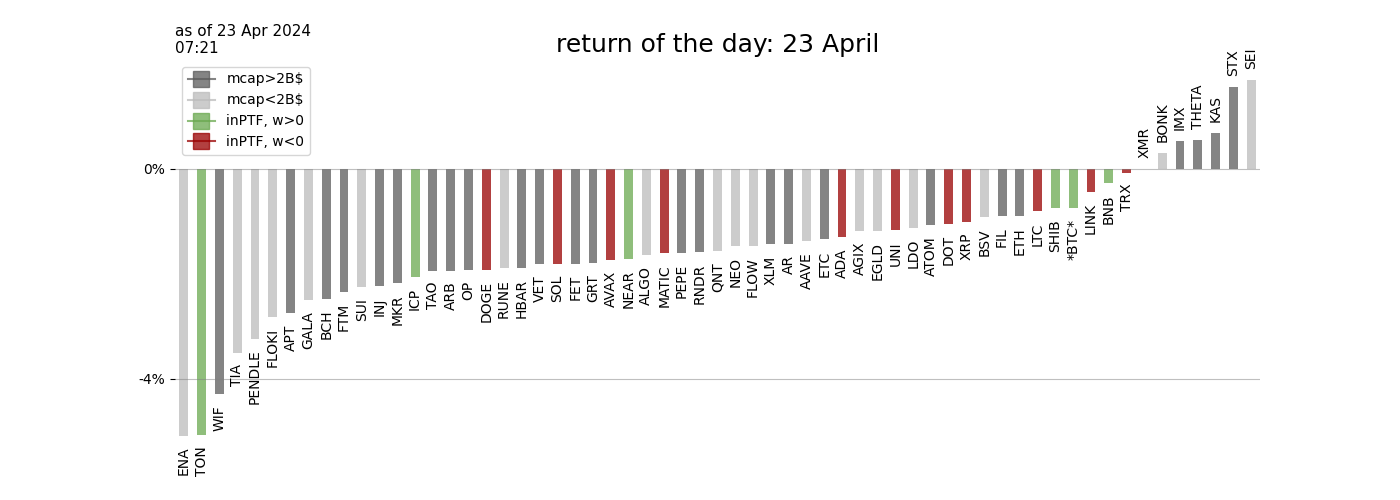 as of 23 Apr 2024
07:21
return of the day: 23 April
mcap>2B$
mcap<2B$
inPTF, w>0
inPTF, w<0
0%
-4%
ENA
TON
WIF
TIA
PENDLE
FLOKI
APT
GALA
BCH
FTM
SUI
INJ
MKR
ICP
TAO
ARB
OP
DOGE
RUNE
HBAR
VET
SOL
FET
GRT
AVAX
NEAR
ALGO
MATIC
PEPE
RNDR
QNT
NEO
FLOW
XLM
AR
AAVE
ETC
ADA
AGIX
EGLD
UNI
LDO
ATOM
DOT
XRP
BSV
FIL
ETH
LTC
SHIB
*BTC*
LINK
BNB
TRX
XMR
BONK
IMX
THETA
KAS
STX
SEI